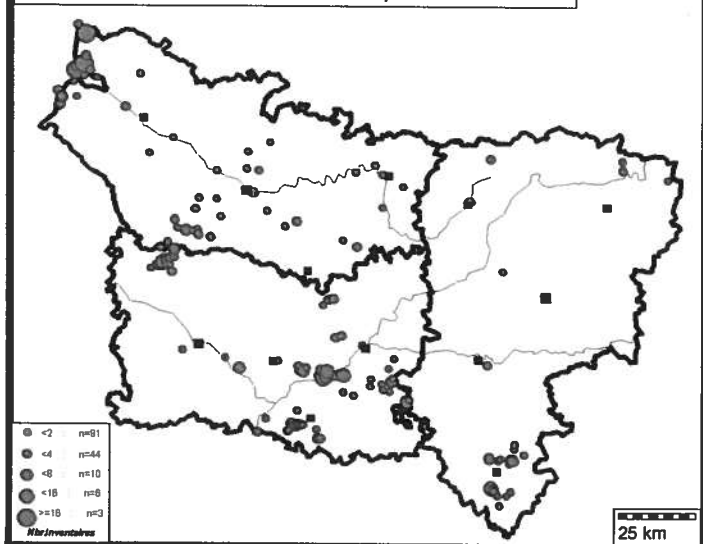 <2 n=91
<4 n=44
<8 n=10
<16 n=6
>=16 n=3
Nbr.inventaires
25 km